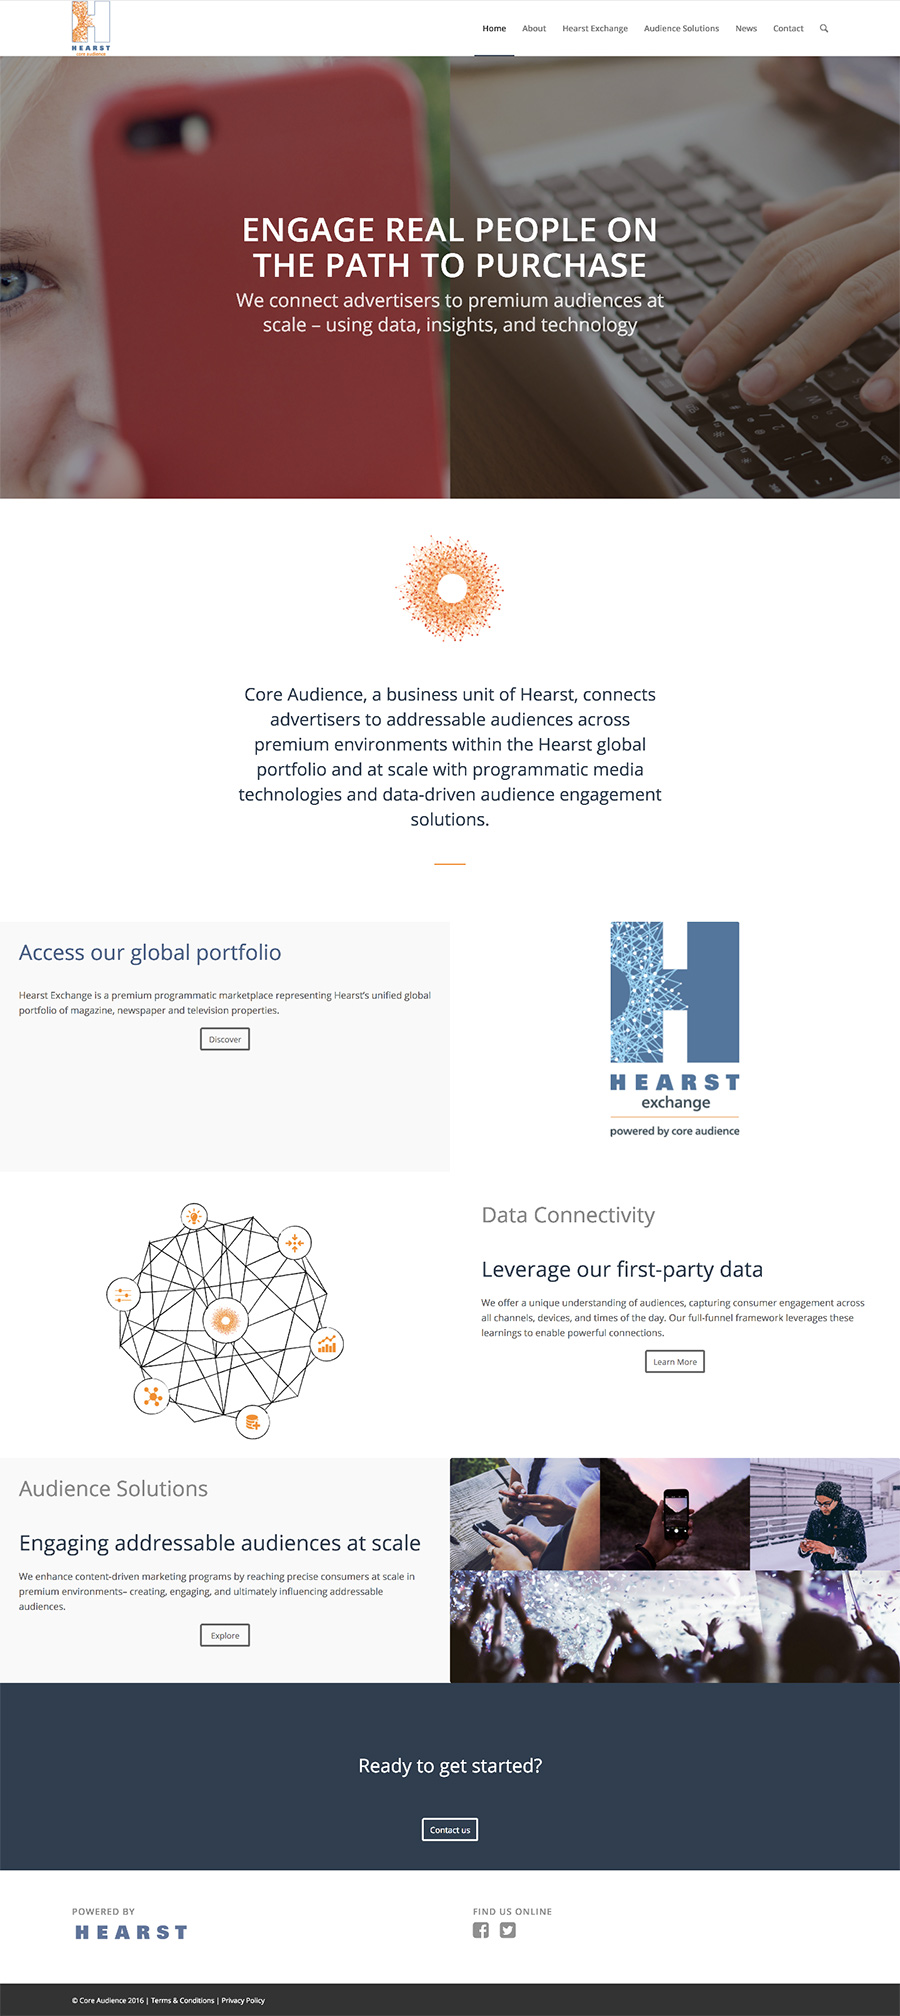 HEARST
core audience
Home About Hearst Exchange Audience Solutions News Contact
ENGAGE REAL PEOPLE ON
THE PATH TO PURCHASE
We connect advertisers to premium audiences at
scale – using data, insights, and technology
Core Audience, a business unit of Hearst, connects
advertisers to addressable audiences across
premium environments within the Hearst global
portfolio and at scale with programmatic media
technologies and data-driven audience engagement
solutions.
Access our global portfolio
Hearst Exchange is a premium programmatic marketplace representing Hearst's unified global
portfolio of magazine, newspaper and television properties.
Discover
HEARST
exchange
powered by core audience
Data Connectivity
Leverage our first-party data
We offer a unique understanding of audiences, capturing consumer engagement across
all channels, devices, and times of the day. Our full-funnel framework leverages these
learnings to enable powerful connections.
Learn More
Audience Solutions
Engaging addressable audiences at scale
We enhance content-driven marketing programs by reaching precise consumers at scale in
premium environments– creating, engaging, and ultimately influencing addressable
audiences.
Explore
Ready to get started?
Contact us
POWERED BY
HEARST
FIND US ONLINE
© Core Audience 2016 | Terms & Conditions | Privacy Policy